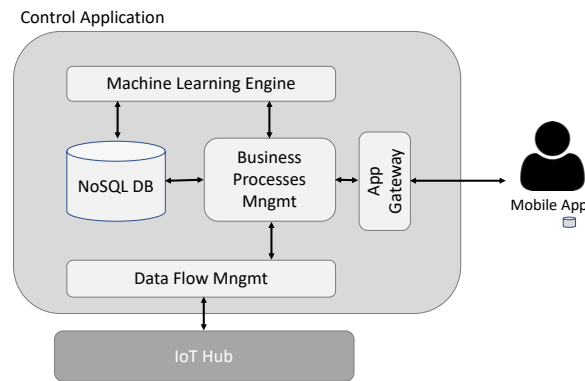 Control Application
Machine Learning Engine
NoSQL DB
Business
Processes
Mngmt
App
Gateway
Mobile App
Data Flow Mngmt
IoT Hub